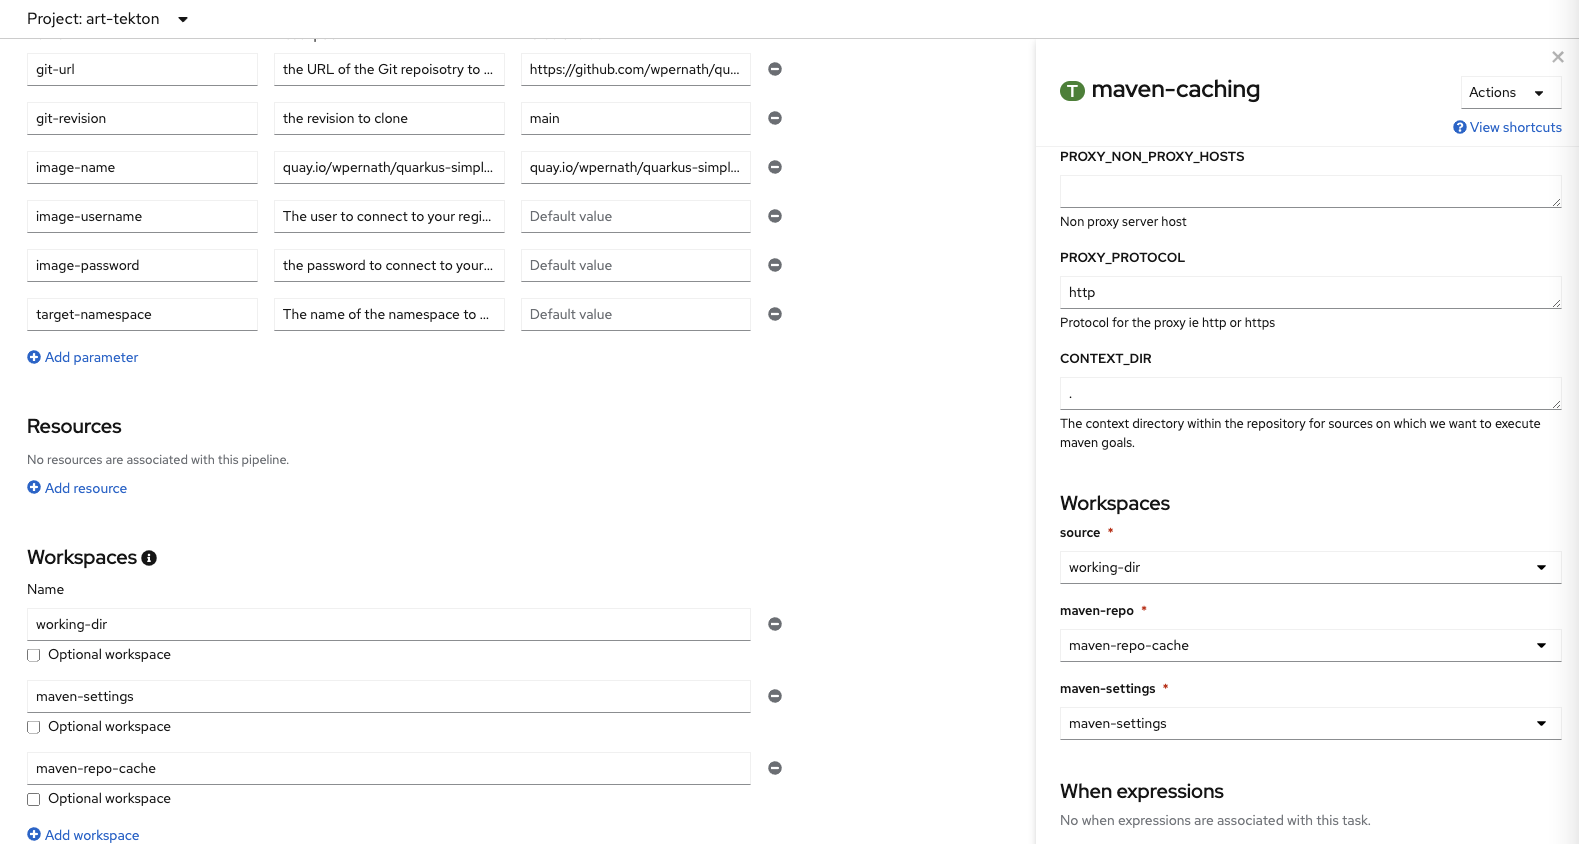 Project: art-tekton
git-url
the URL of the Git repoisotry to ...
https://github.com/wpernath/qu...
git-revision
the revision to clone
main
image-name
quay.io/wpernath/quarkus-simpl...
quay.io/wpernath/quarkus-simpl...
image-username
The user to connect to your regi...
Default value
image-password
the password to connect to your...
Default value
target-namespace
The name of the namespace to ...
Default value
Add parameter
Resources
No resources are associated with this pipeline.
Add resource
Workspaces
Name
working-dir
Optional workspace
maven-settings
Optional workspace
maven-repo-cache
Optional workspace
Add workspace
T maven-caching
Actions
View shortcuts
PROXY_NON_PROXY_HOSTS
Non proxy server host
PROXY_PROTOCOL
http
Protocol for the proxy ie http or https
CONTEXT_DIR
.
The context directory within the repository for sources on which we want to execute
maven goals.
Workspaces
source *
working-dir
maven-repo *
maven-repo-cache
maven-settings *
maven-settings
When expressions
No when expressions are associated with this task.